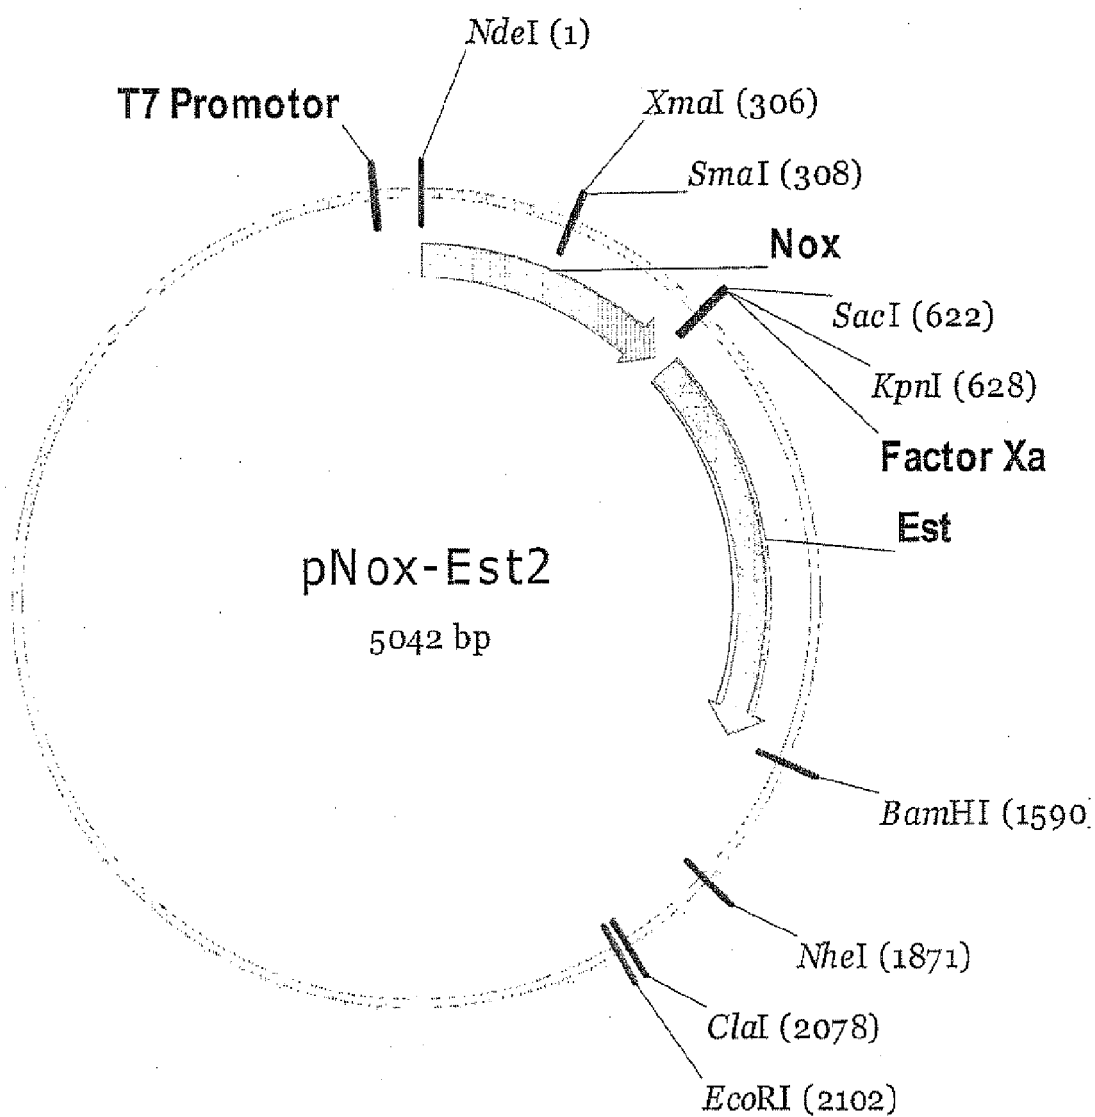 NdeI (1)
T7 Promotor
XmaI (306)
SmaI (308)
Nox
SacI (622)
KpnI (628)
Factor Xa
Est
pNox-Est2
5042 bp
BamHI (1590)
NheI (1871)
ClaI (2078)
EcoRI (2102)